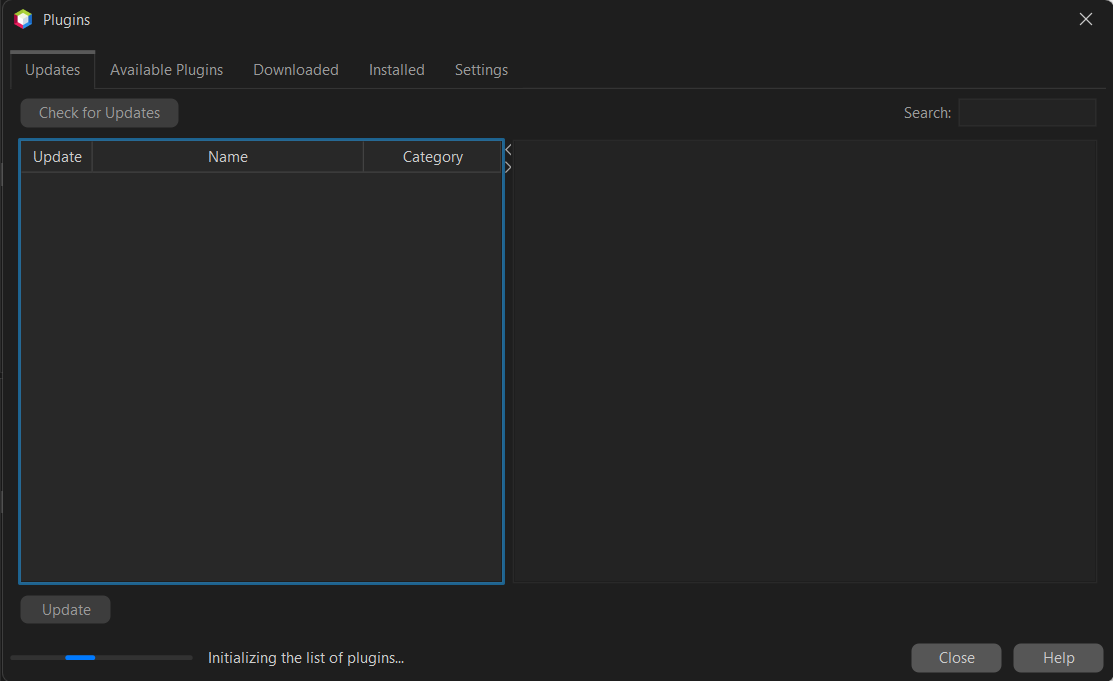 Plugins
Updates Available Plugins Downloaded Installed Settings
Check for Updates Search:
Update Name Category
Update
Initializing the list of plugins... Close Help